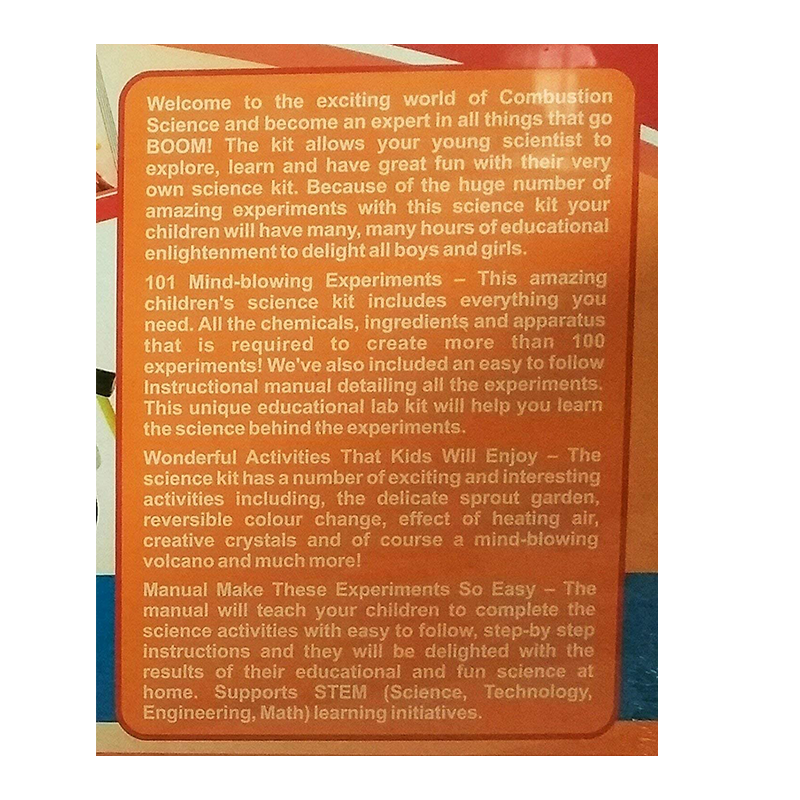 Welcome to the exciting world of Combustion
Science and become an expert in all things that go
BOOM! The kit allows your young scientist to
explore, learn and have great fun with their very
own science kit. Because of the huge number of
amazing experiments with this science kit your
children will have many, many hours of educational
enlightenment to delight all boys and girls.
101 Mind-blowing Experiments – This amazing
children's science kit includes everything you
need. All the chemicals, ingredients and apparatus
that is required to create more than 100
experiments! We've also included an easy to follow
Instructional manual detailing all the experiments.
This unique educational lab kit will help you learn
the science behind the experiments.
Wonderful Activities That Kids Will Enjoy – The
science kit has a number of exciting and interesting
activities including, the delicate sprout garden,
reversible colour change, effect of heating air,
creative crystals and of course a mind-blowing
volcano and much more!
Manual Make These Experiments So Easy – The
manual will teach your children to complete the
science activities with easy to follow, step-by step
instructions and they will be delighted with the
results of their educational and fun science at
home. Supports STEM (Science, Technology,
Engineering, Math) learning initiatives.